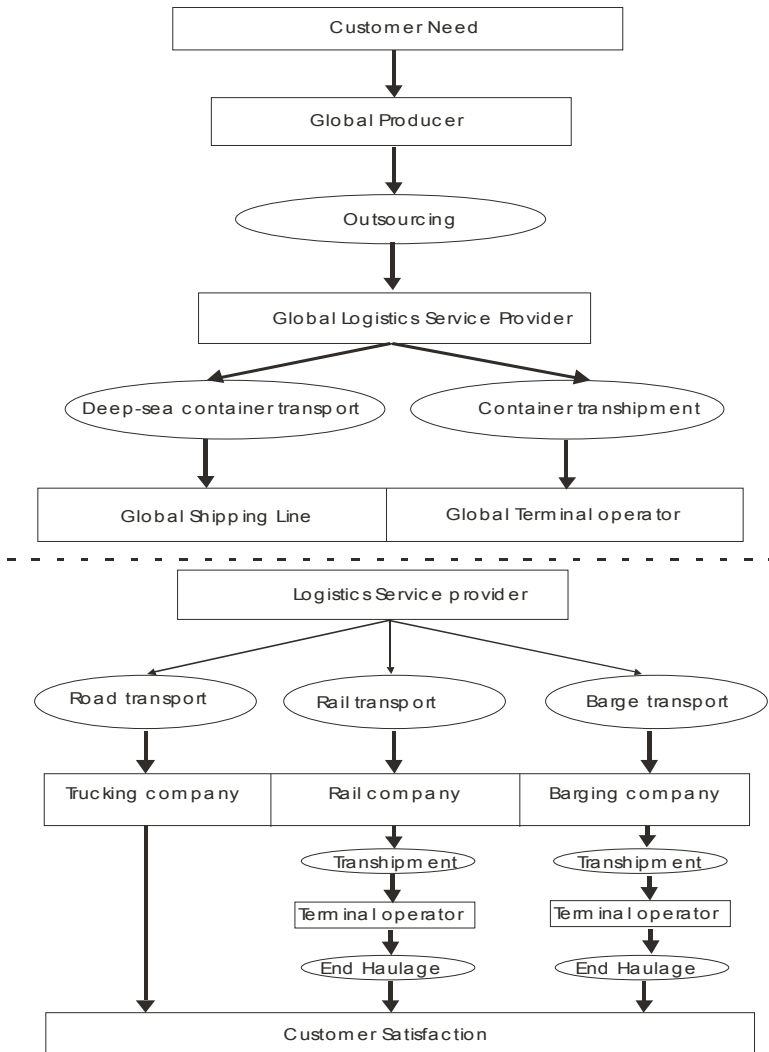 Customer Need
Global Producer
Outsourcing
Global Logistics Service Provider
Deep-sea container transport
Container transhipment
Global Shipping Line
Global Terminal operator
Logistics Service provider
Road transport
Rail transport
Barge transport
Trucking company
Rail company
Barging company
Transhipment
Transhipment
Terminal operator
Terminal operator
End Haulage
End Haulage
Customer Satisfaction